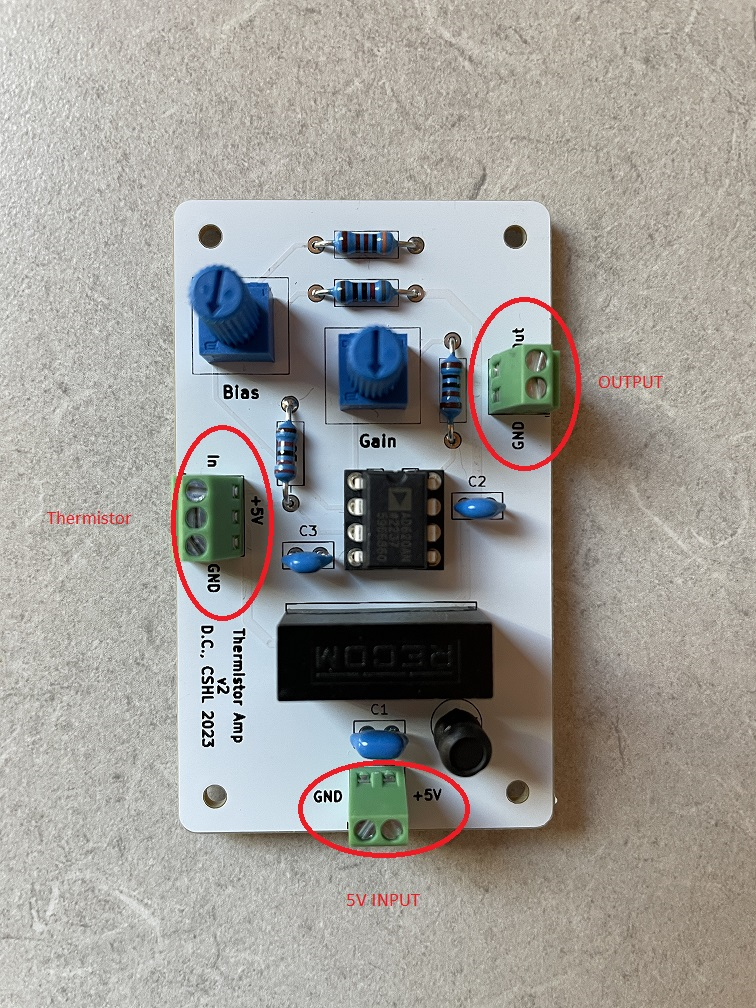 Bias
Gain
Out
GND
OUTPUT
In
+5V
GND
Thermistor
C2
C3
RECOM
Thermistor Amp
v2
D.C., CSHL 2023
C1
GND
+5V
5V INPUT